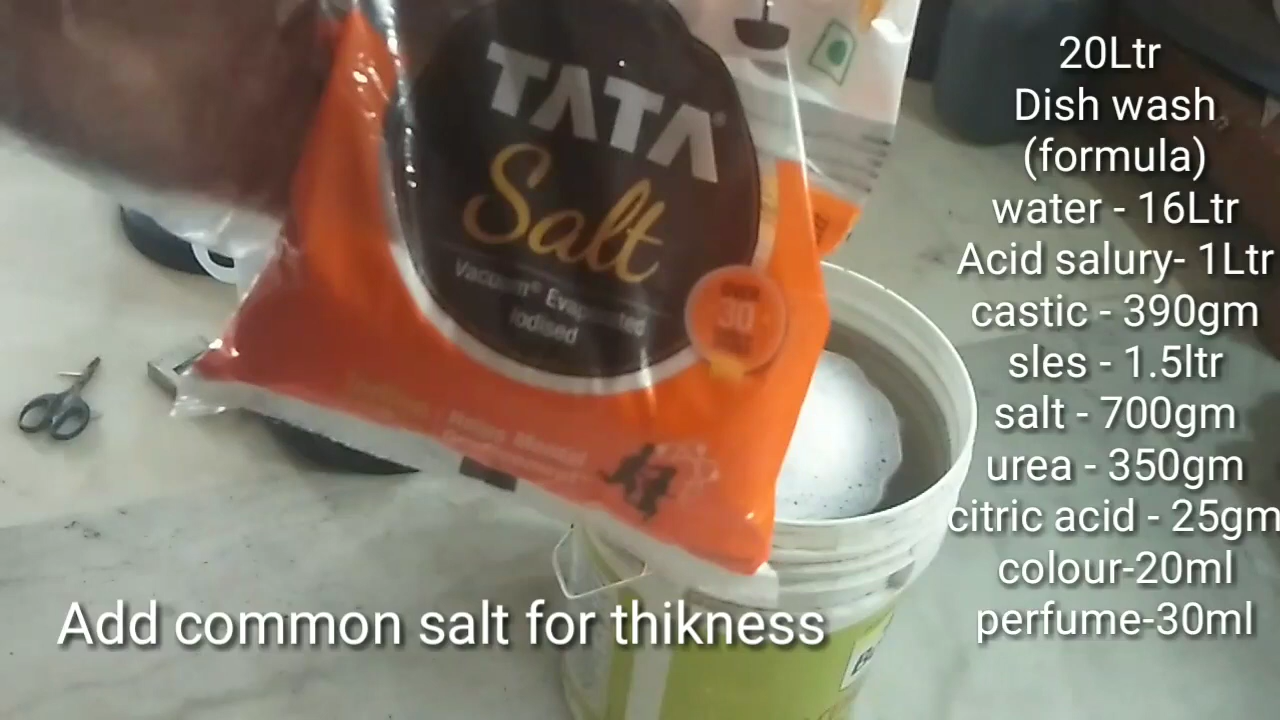 TATA
Salt
Vacuum® Evaporated
Iodised
30
20Ltr
Dish wash
(formula)
water - 16Ltr
Acid salury- 1Ltr
castic - 390gm
sles - 1.5ltr
salt - 700gm
urea - 350gm
citric acid - 25gm
colour-20ml
perfume-30ml
Add common salt for thikness